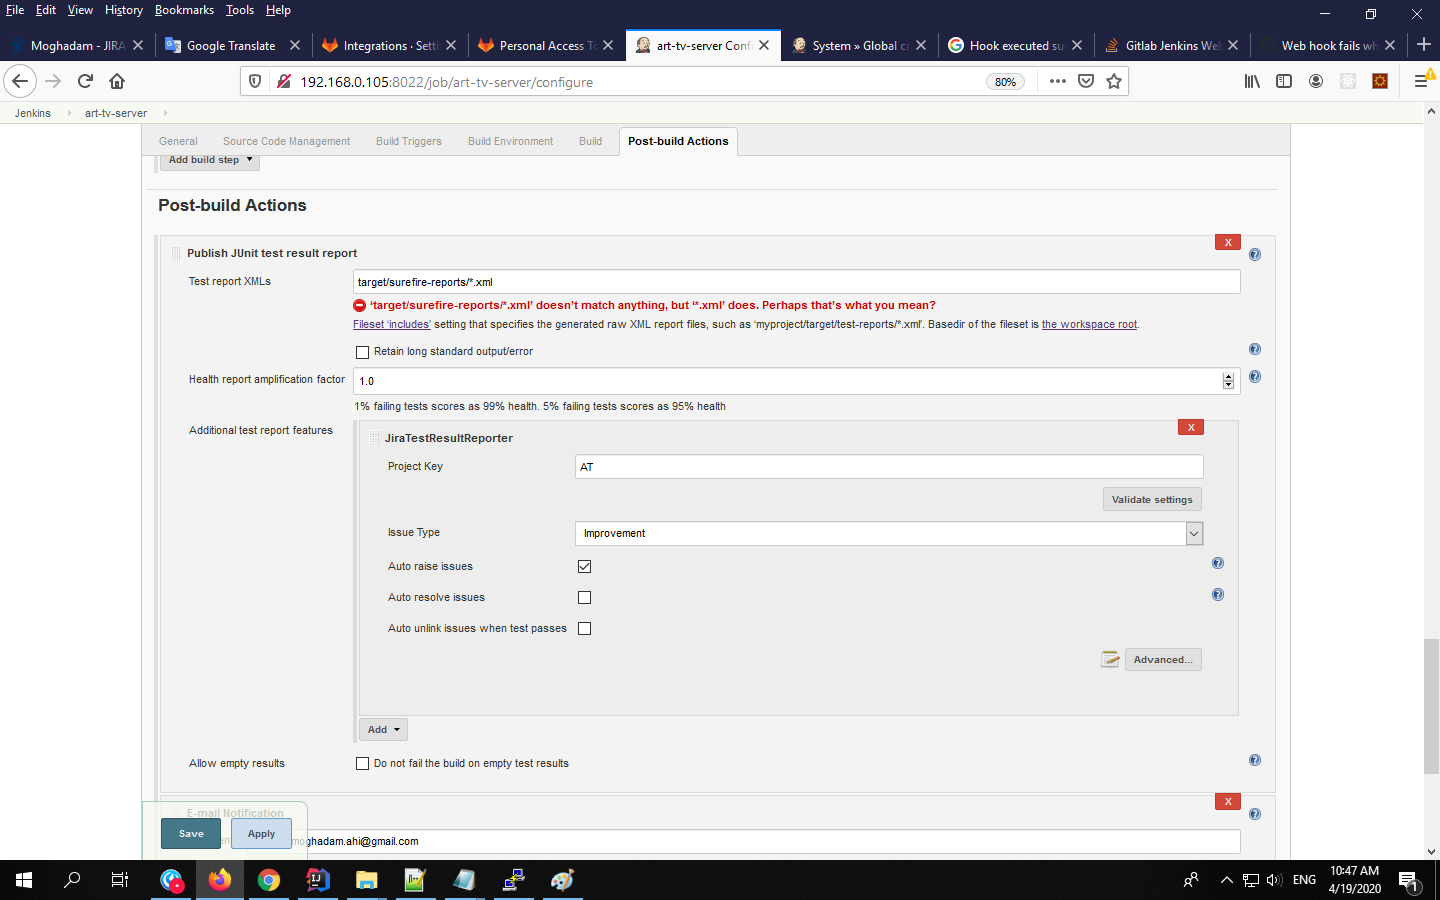 File Edit View History Bookmarks Tools Help
Moghadam - JIRA
Google Translate
Integrations · Setti
Personal Access To
art-tv-server Confi
System » Global cr
Hook executed su
Gitlab Jenkins We
Web hook fails wh
192.168.0.105:8022/job/art-tv-server/configure
80%
Jenkins
art-tv-server
General
Source Code Management
Build Triggers
Build Environment
Build
Post-build Actions
Add build step
Post-build Actions
X
Publish JUnit test result report
Test report XMLs
target/surefire-reports/*.xml
‘target/surefire-reports/*.xml’ doesn’t match anything, but ‘*.xml’ does. Perhaps that’s what you mean?
Fileset ‘includes’ setting that specifies the generated raw XML report files, such as ‘myproject/target/test-reports/*.xml’. Basedir of the fileset is the workspace root.
Retain long standard output/error
Health report amplification factor
1.0
1% failing tests scores as 99% health. 5% failing tests scores as 95% health
Additional test report features
X
JiraTestResultReporter
Project Key
AT
Validate settings
Issue Type
Improvement
Auto raise issues
Auto resolve issues
Auto unlink issues when test passes
Advanced...
Add
Allow empty results
Do not fail the build on empty test results
X
E-mail Notification
Save
Apply
moghadam.ahi@gmail.com
ENG
10:47 AM
4/19/2020
1